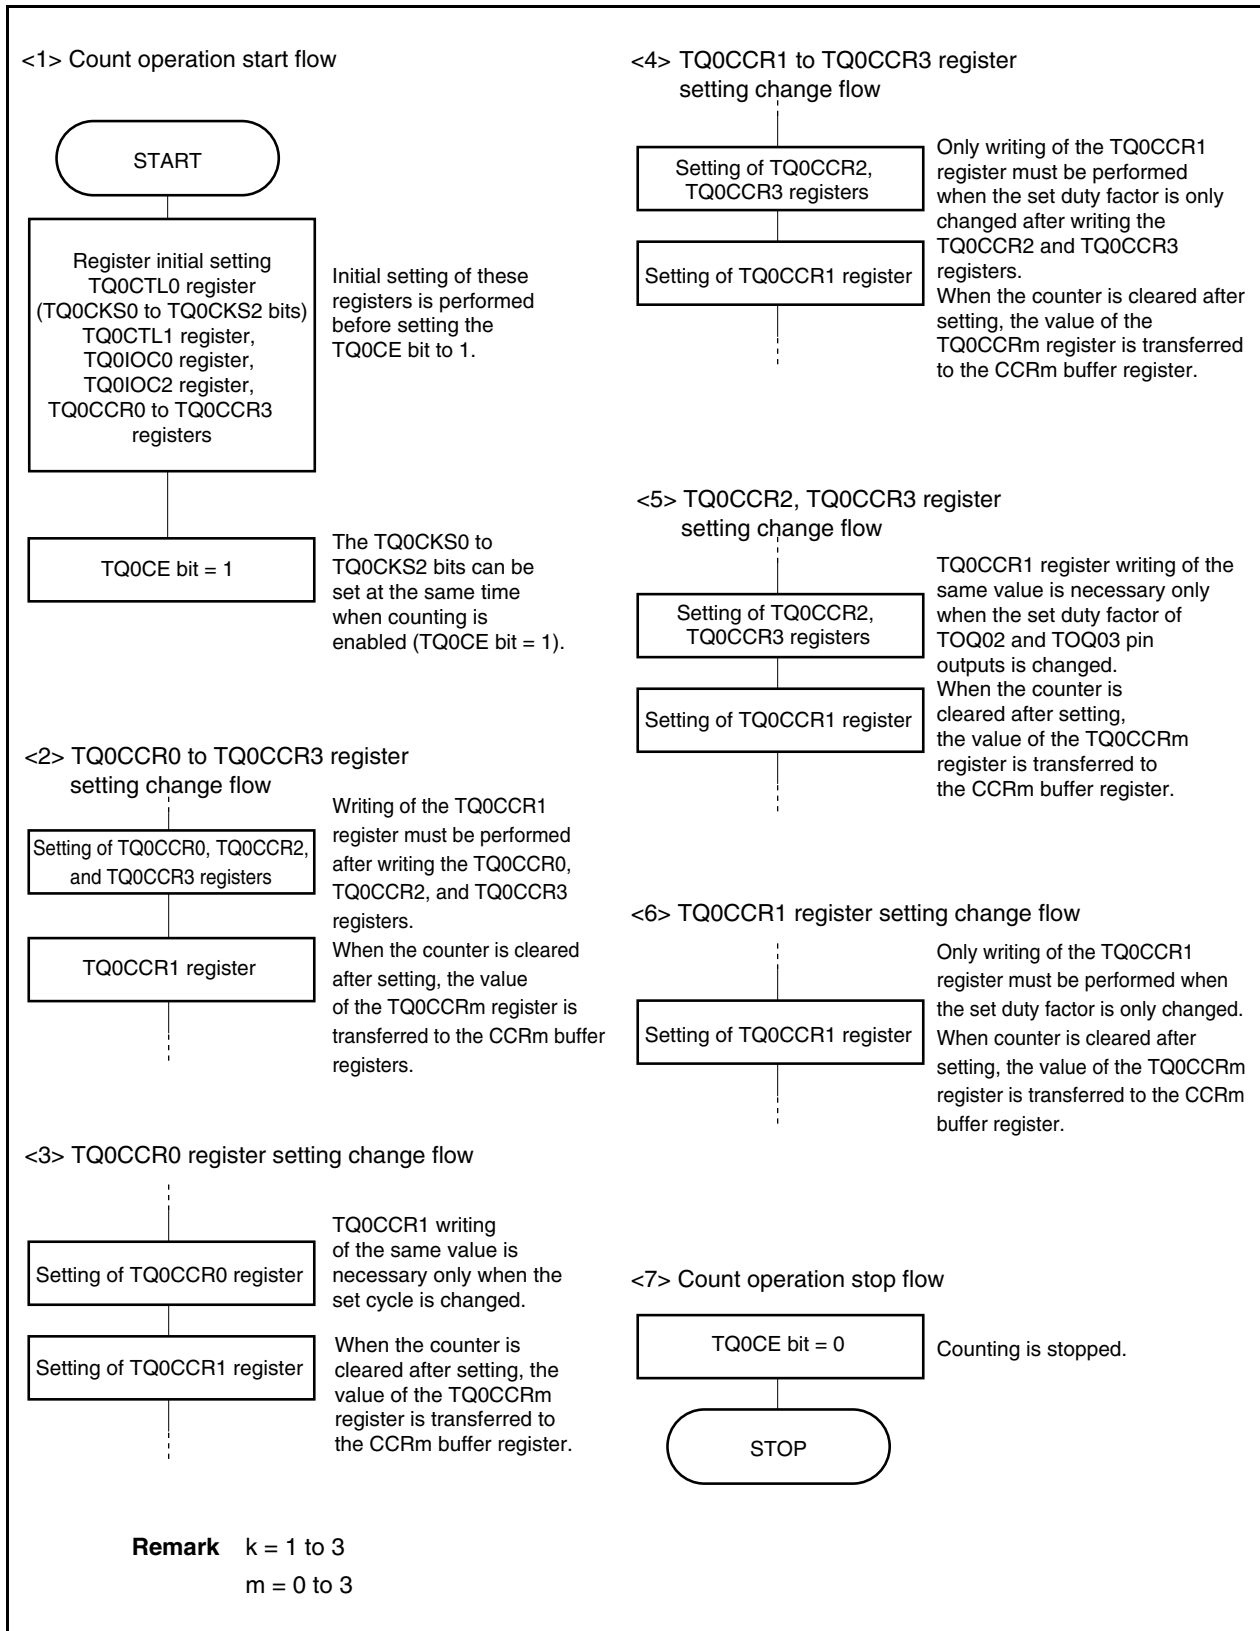 <1> Count operation start flow
START
Register initial setting
TQ0CTL0 register
(TQ0CKS0 to TQ0CKS2 bits)
TQ0CTL1 register,
TQ0IOC0 register,
TQ0IOC2 register,
TQ0CCR0 to TQ0CCR3
registers
Initial setting of these
registers is performed
before setting the
TQ0CE bit to 1.
TQ0CE bit = 1
The TQ0CKS0 to
TQ0CKS2 bits can be
set at the same time
when counting is
enabled (TQ0CE bit = 1).
<2> TQ0CCR0 to TQ0CCR3 register
setting change flow
Setting of TQ0CCR0, TQ0CCR2,
and TQ0CCR3 registers
TQ0CCR1 register
Writing of the TQ0CCR1
register must be performed
after writing the TQ0CCR0,
TQ0CCR2, and TQ0CCR3
registers.
When the counter is cleared
after setting, the value
of the TQ0CCRm register is
transferred to the CCRm buffer
registers.
<3> TQ0CCR0 register setting change flow
Setting of TQ0CCR0 register
TQ0CCR1 writing
of the same value is
necessary only when the
set cycle is changed.
Setting of TQ0CCR1 register
When the counter is
cleared after setting, the
value of the TQ0CCRm
register is transferred to
the CCRm buffer register.
<4> TQ0CCR1 to TQ0CCR3 register
setting change flow
Setting of TQ0CCR2,
TQ0CCR3 registers
Setting of TQ0CCR1 register
Only writing of the TQ0CCR1
register must be performed
when the set duty factor is only
changed after writing the
TQ0CCR2 and TQ0CCR3
registers.
When the counter is cleared after
setting, the value of the
TQ0CCRm register is transferred
to the CCRm buffer register.
<5> TQ0CCR2, TQ0CCR3 register
setting change flow
Setting of TQ0CCR2,
TQ0CCR3 registers
Setting of TQ0CCR1 register
TQ0CCR1 register writing of the
same value is necessary only
when the set duty factor of
TOQ02 and TOQ03 pin
outputs is changed.
When the counter is
cleared after setting,
the value of the TQ0CCRm
register is transferred to
the CCRm buffer register.
<6> TQ0CCR1 register setting change flow
Setting of TQ0CCR1 register
Only writing of the TQ0CCR1
register must be performed when
the set duty factor is only changed.
When counter is cleared after
setting, the value of the TQ0CCRm
register is transferred to the CCRm
buffer register.
<7> Count operation stop flow
TQ0CE bit = 0
Counting is stopped.
STOP
Remark k = 1 to 3
m = 0 to 3